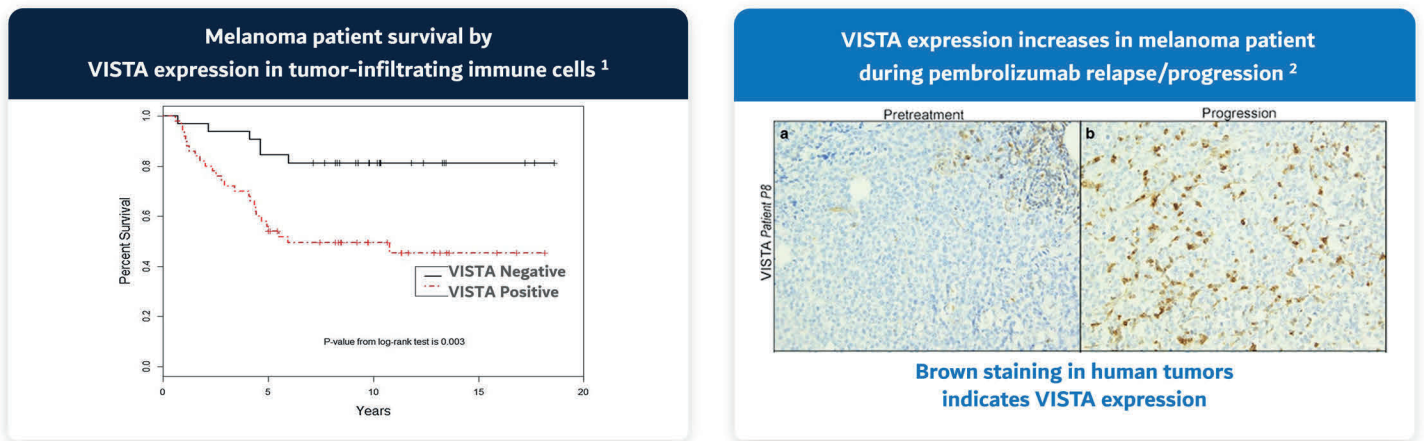 Melanoma patient survival by
VISTA expression in tumor-infiltrating immune cells 1
1.0
0.8
0.6
0.4
0.2
0.0
Percent Survival
VISTA Negative
VISTA Positive
P-value from log-rank test is 0.003
0 5 10 15 20
Years
VISTA expression increases in melanoma patient
during pembrolizumab relapse/progression 2
Pretreatment
Progression
a
b
VISTA Patient P8
Brown staining in human tumors
indicates VISTA expression